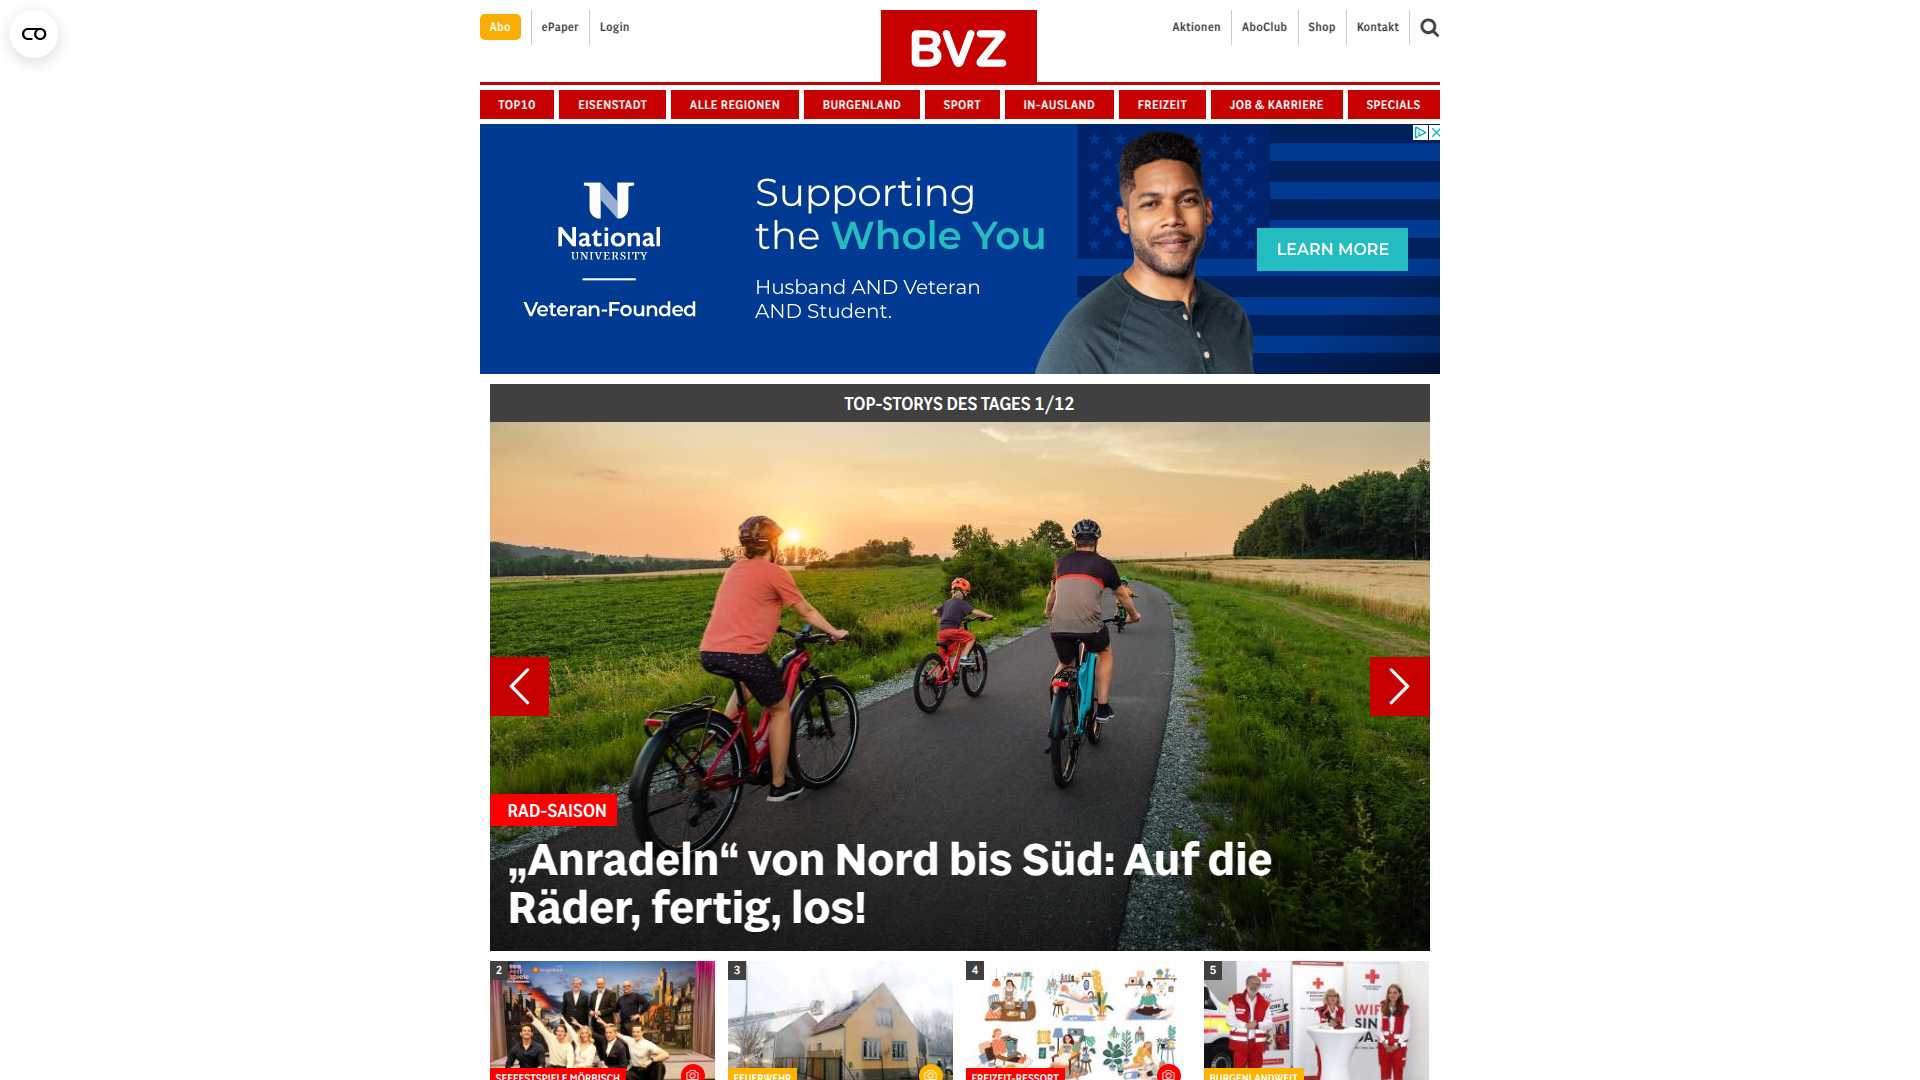 Abo
ePaper
Login
BVZ
Aktionen
AboClub
Shop
Kontakt
TOP10
EISENSTADT
ALLE REGIONEN
BURGENLAND
SPORT
IN-AUSLAND
FREIZEIT
JOB & KARRIERE
SPECIALS
National
UNIVERSITY
Veteran-Founded
Supporting
the Whole You
Husband AND Veteran
AND Student.
LEARN MORE
TOP-STORYS DES TAGES 1/12
RAD-SAISON
„Anradeln“ von Nord bis Süd: Auf die
Räder, fertig, los!
2
SEEFESTSPIELE MÖRBISCH
3
FEUERWEHR
4
FREIZEIT-RESSORT
5
BURGENLANDWEIT